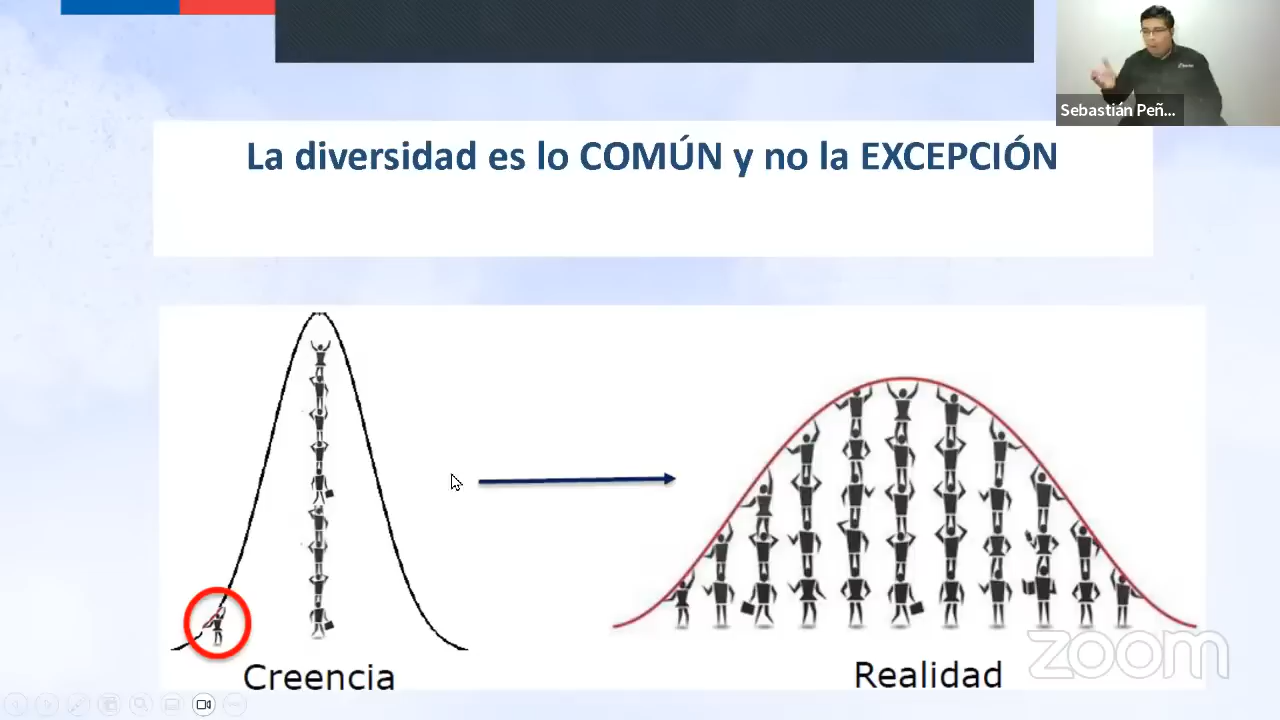 Sebastián Peñ...
La diversidad es lo COMÚN y no la EXCEPCIÓN
Creencia
Realidad
zoom